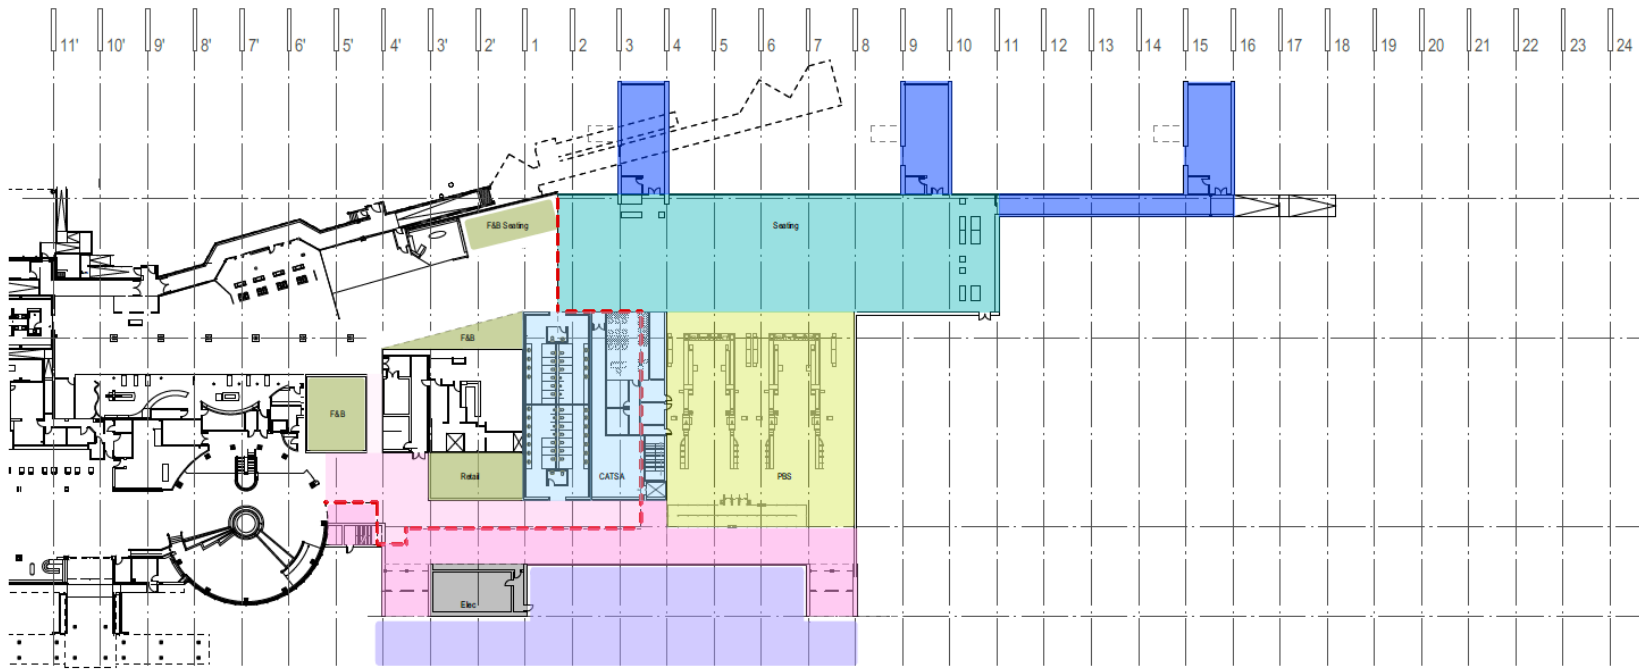 11' 10' 9' 8' 7' 6' 5' 4' 3' 2' 1 2 3 4 5 6 7 8 9 10 11 12 13 14 15 16 17 18 19 20 21 22 23 24
F&B Seating
Seating
F&B
F&B
Retail
CATSA
PBS
Elec